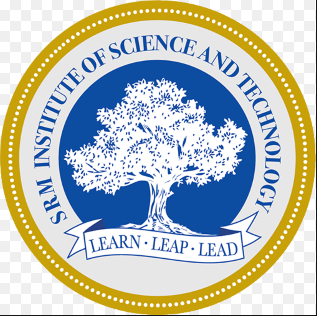 SRM INSTITUTE OF SCIENCE AND TECHNOLOGY
LEARN · LEAP · LEAD